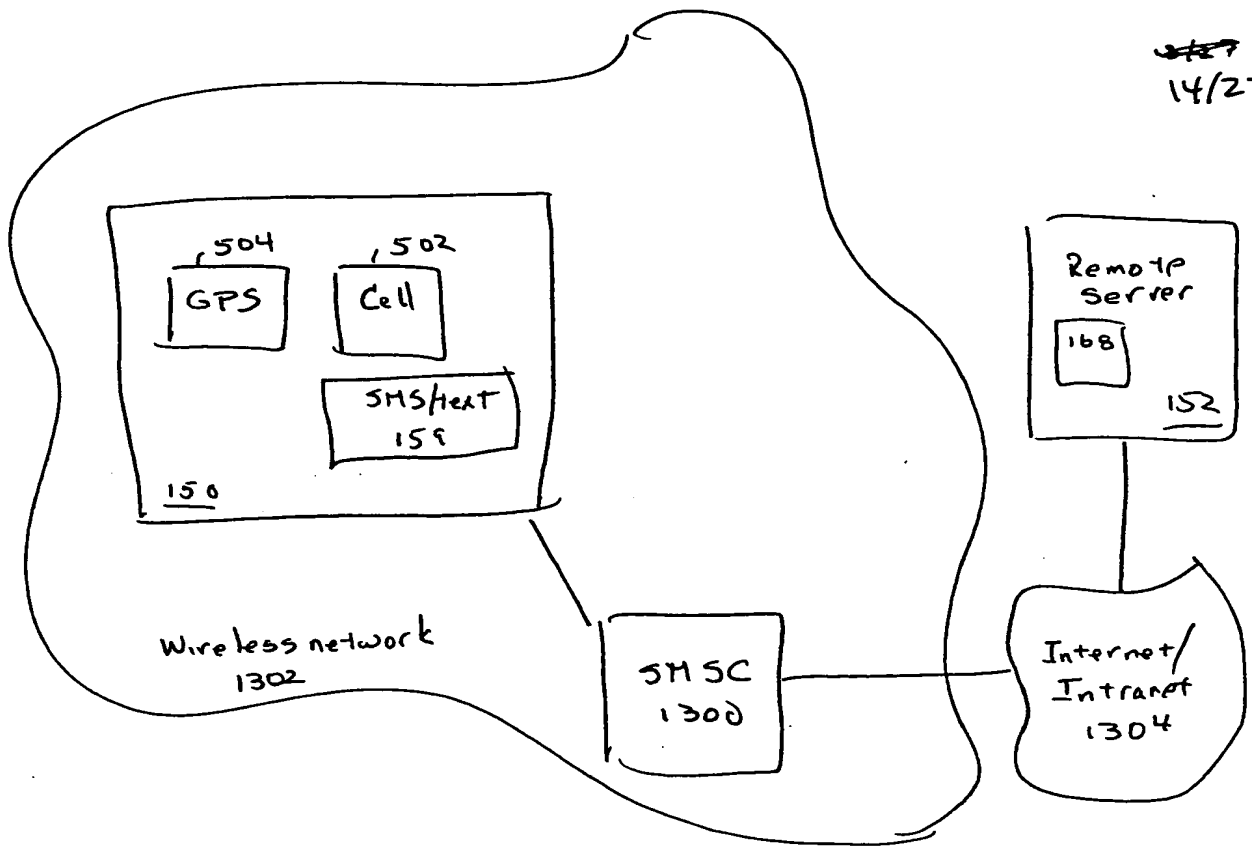 14/2
504
502
GPS
Cell
SMS/text
159
150
Wireless network
1302
SMSC
1300
Remote
Server
168
152
Internet/
Intranet
1304